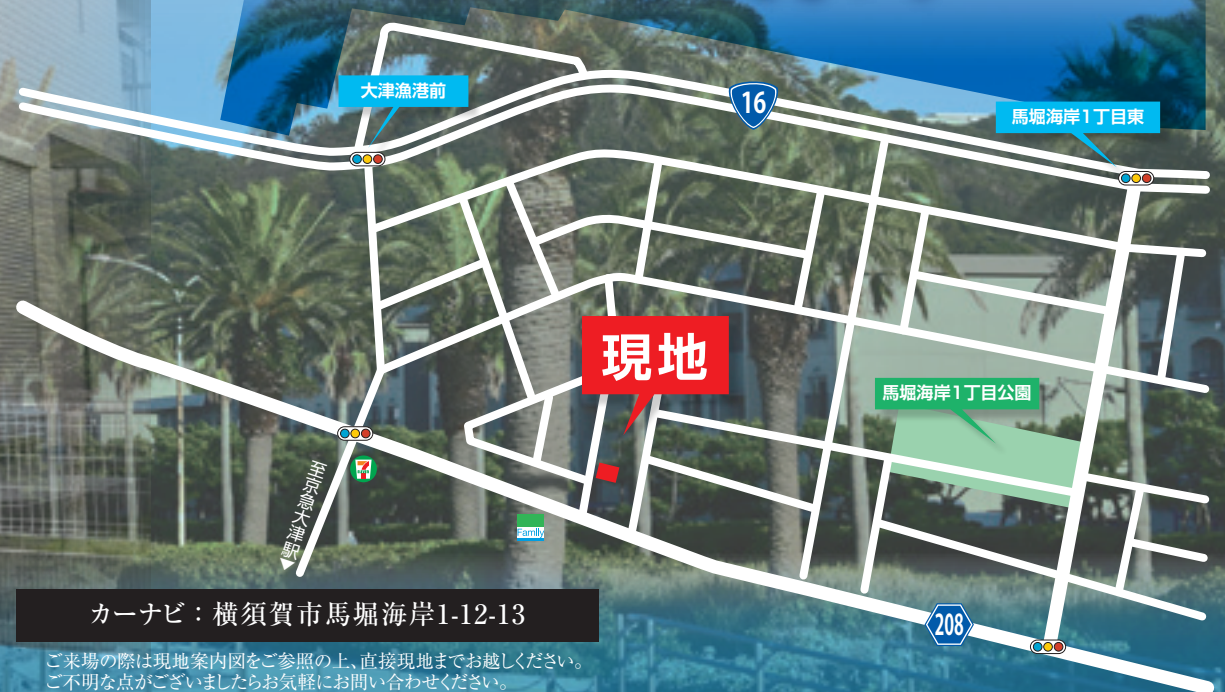 大津漁港前
16
馬堀海岸1丁目東
現地
馬堀海岸1丁目公園
7
至京急大津駅▼
Family
カーナビ：横須賀市馬堀海岸1-12-13
208
ご来場の際は現地案内図をご参照の上、直接現地までお越しください。
ご不明な点がございましたらお気軽にお問い合わせください。